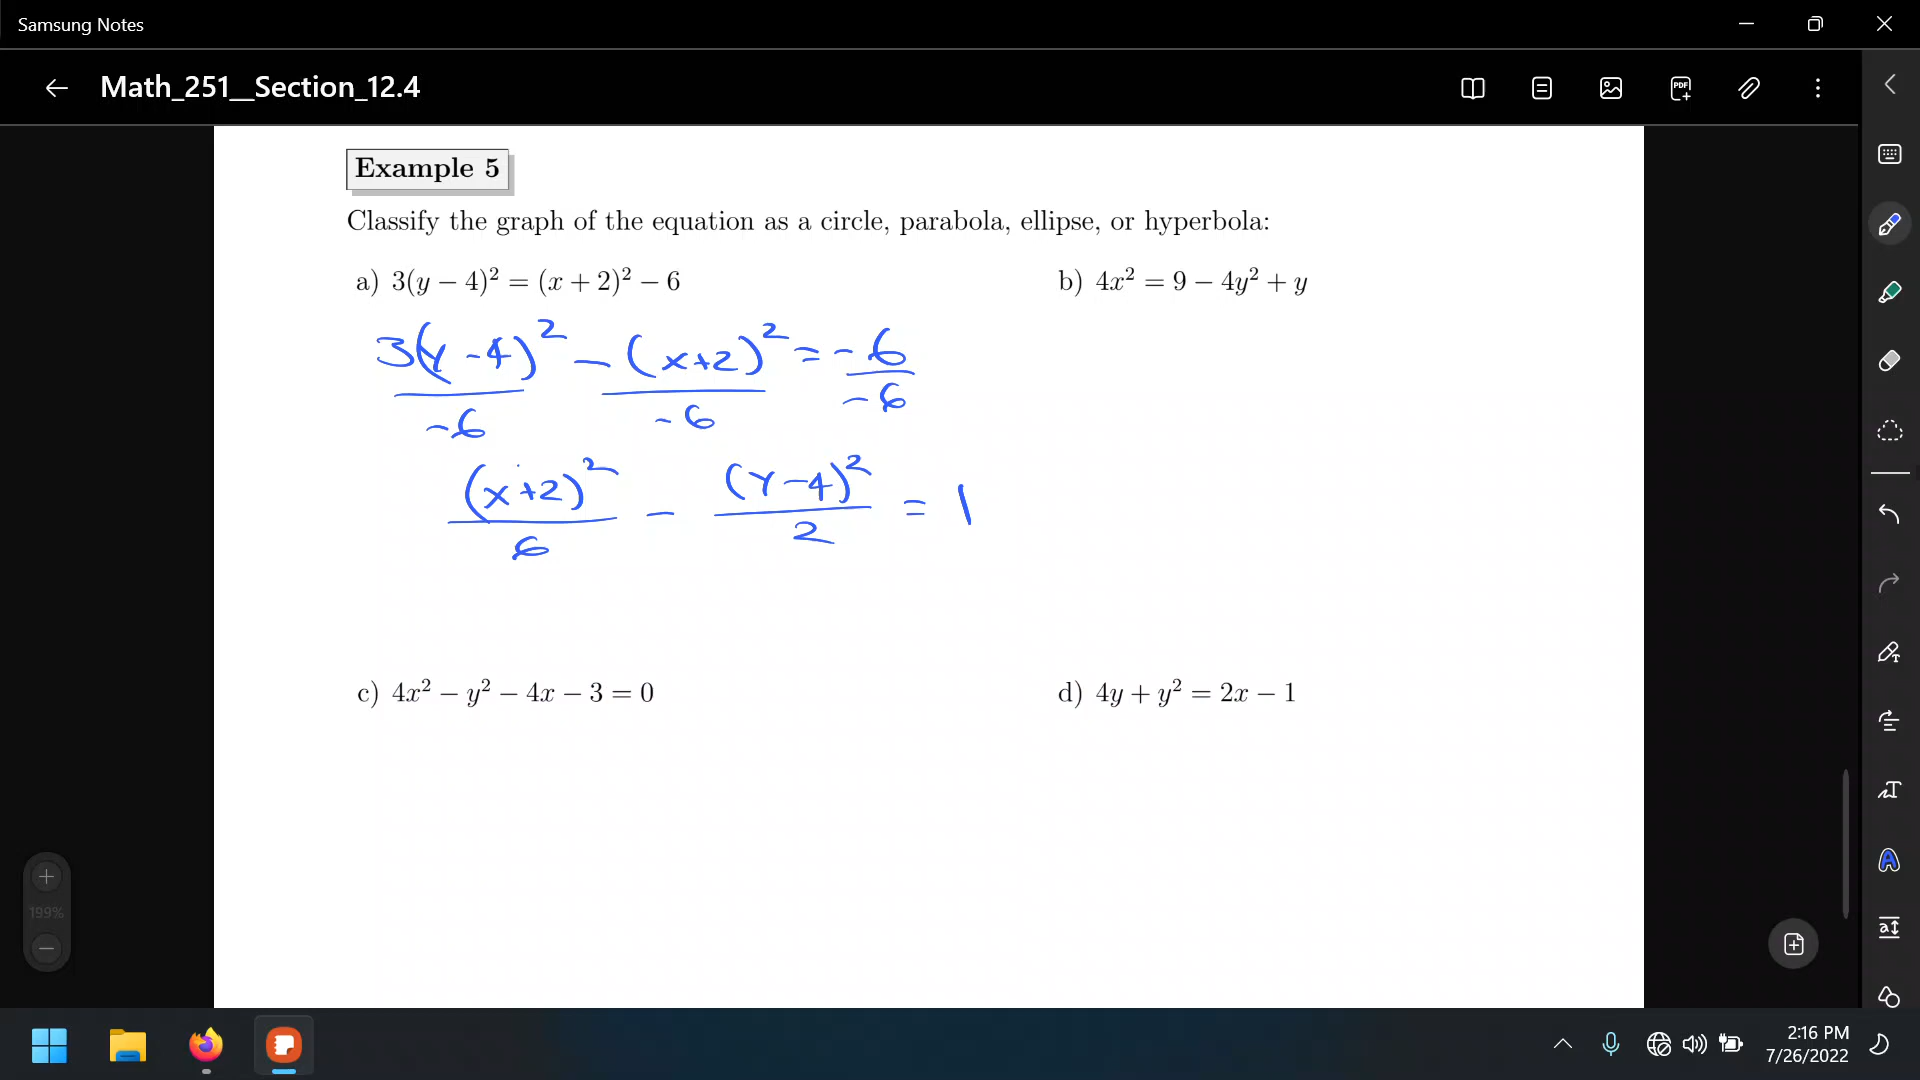 Samsung Notes
Math_251__Section_12.4
PDF
Example 5
Classify the graph of the equation as a circle, parabola, ellipse, or hyperbola:
a) 3(y − 4)² = (x + 2)² − 6
b) 4x² = 9 − 4y² + y
3(y -4)² − (x+2)² = -6
-6 -6 -6
(x+2)² − (y-4)² = 1
6 2
c) 4x² − y² − 4x − 3 = 0
d) 4y + y² = 2x − 1
199%
2:16 PM
7/26/2022